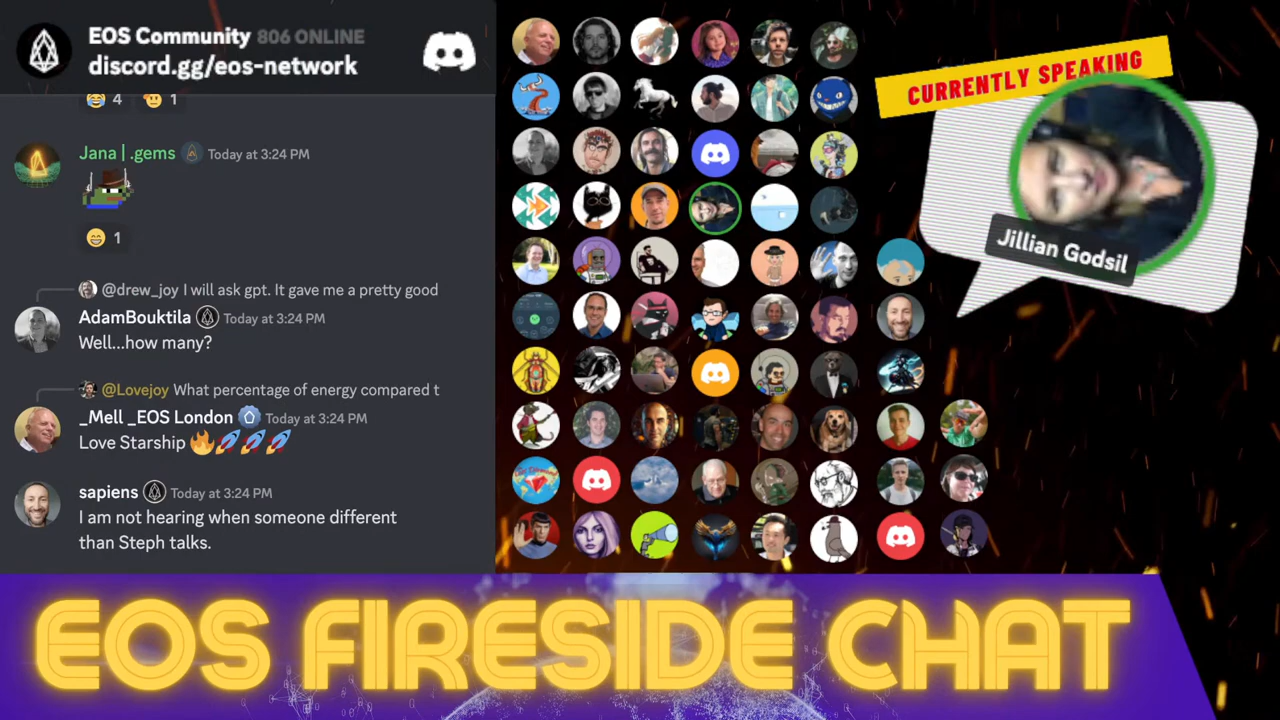 EOS Community 806 ONLINE
discord.gg/eos-network
4 1
Jana | .gems Today at 3:24 PM
1
@drew_joy I will ask gpt. It gave me a pretty good
AdamBouktila Today at 3:24 PM
Well...how many?
@Lovejoy What percentage of energy compared t
_Mell _EOS London Today at 3:24 PM
Love Starship 🔥🚀🚀🚀
sapiens Today at 3:24 PM
I am not hearing when someone different
than Steph talks.
CURRENTLY SPEAKING
Jillian Godsil
EOS FIRESIDE CHAT